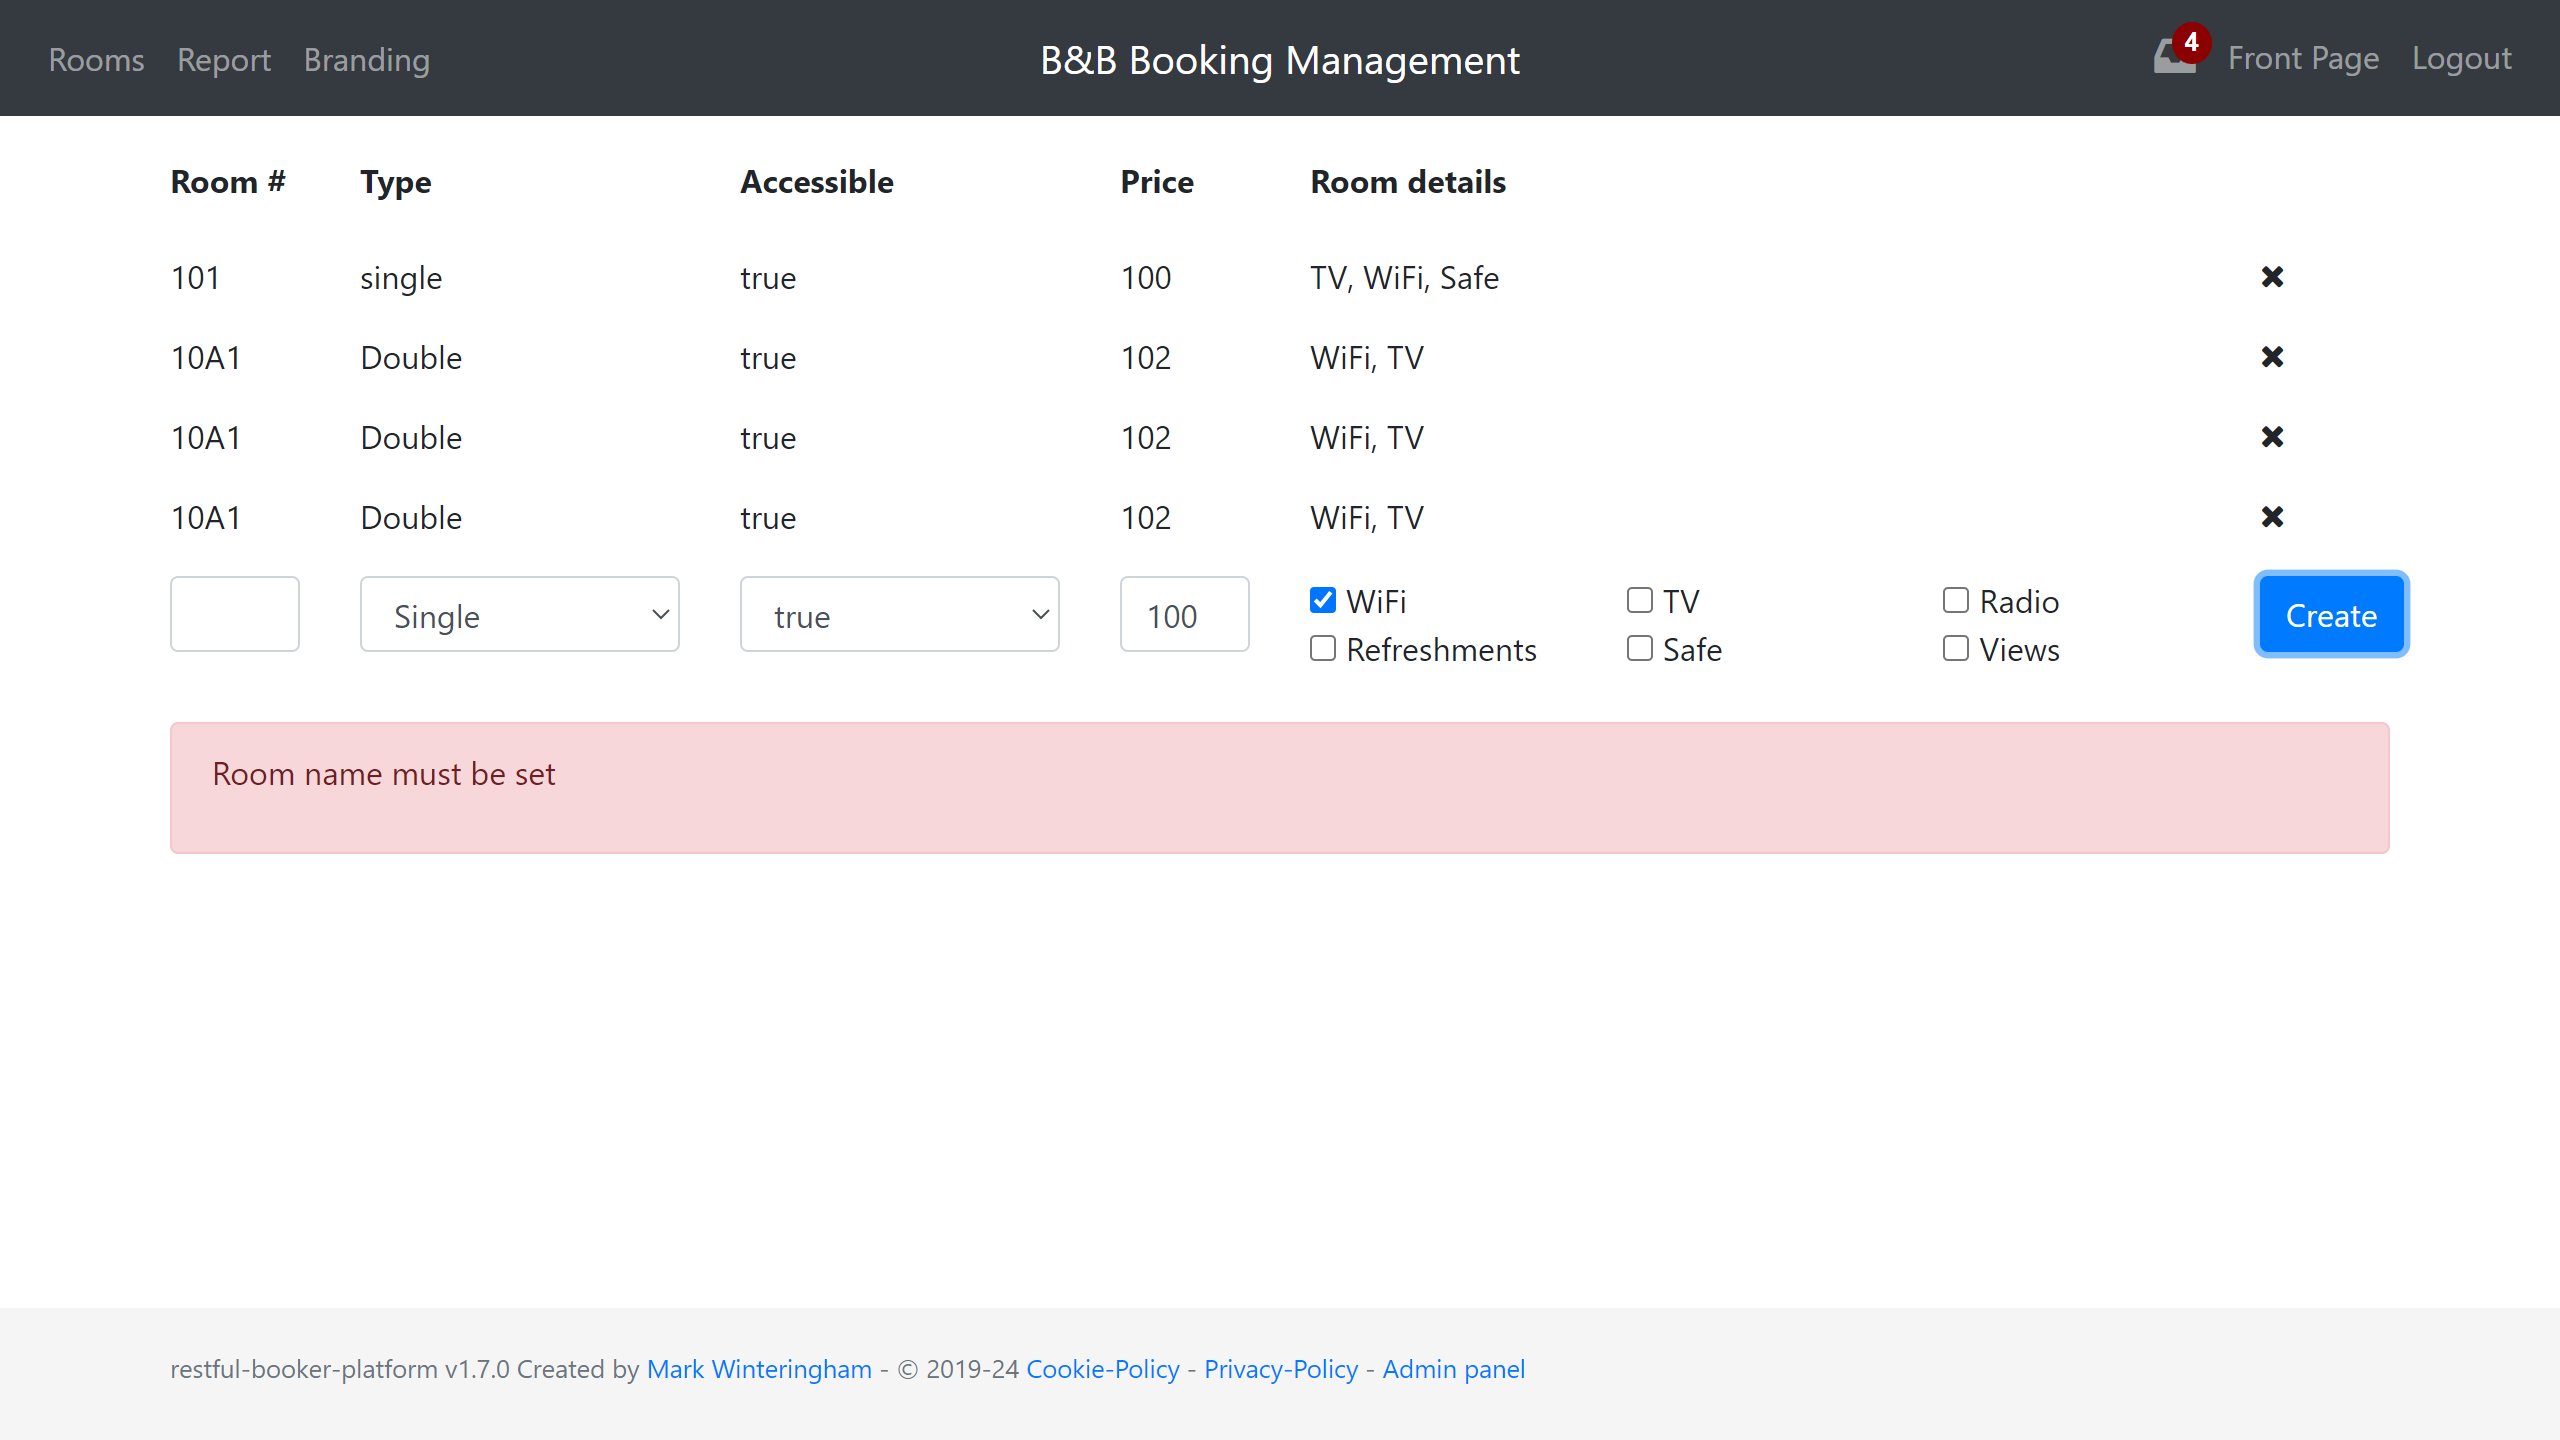 Rooms Report Branding B&B Booking Management 4 Front Page Logout
Room # Type Accessible Price Room details
101 single true 100 TV, WiFi, Safe
10A1 Double true 102 WiFi, TV
10A1 Double true 102 WiFi, TV
10A1 Double true 102 WiFi, TV
Single true 100 WiFi TV Radio Create
Refreshments Safe Views
Room name must be set
restful-booker-platform v1.7.0 Created by Mark Winteringham - © 2019-24 Cookie-Policy - Privacy-Policy - Admin panel